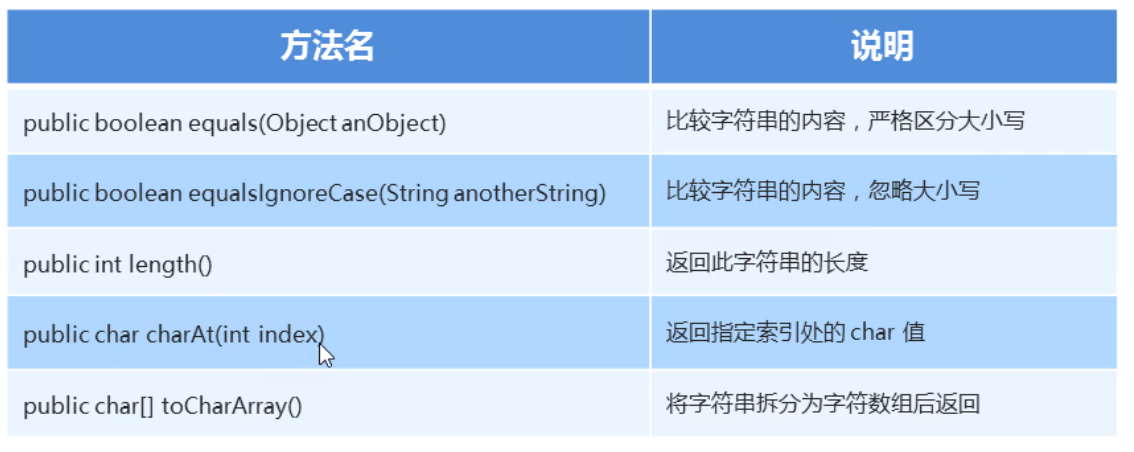 方法名 说明
public boolean equals(Object anObject) 比较字符串的内容，严格区分大小写
public boolean equalsIgnoreCase(String anotherString) 比较字符串的内容，忽略大小写
public int length() 返回此字符串的长度
public char charAt(int index) 返回指定索引处的 char 值
public char[] toCharArray() 将字符串拆分为字符数组后返回